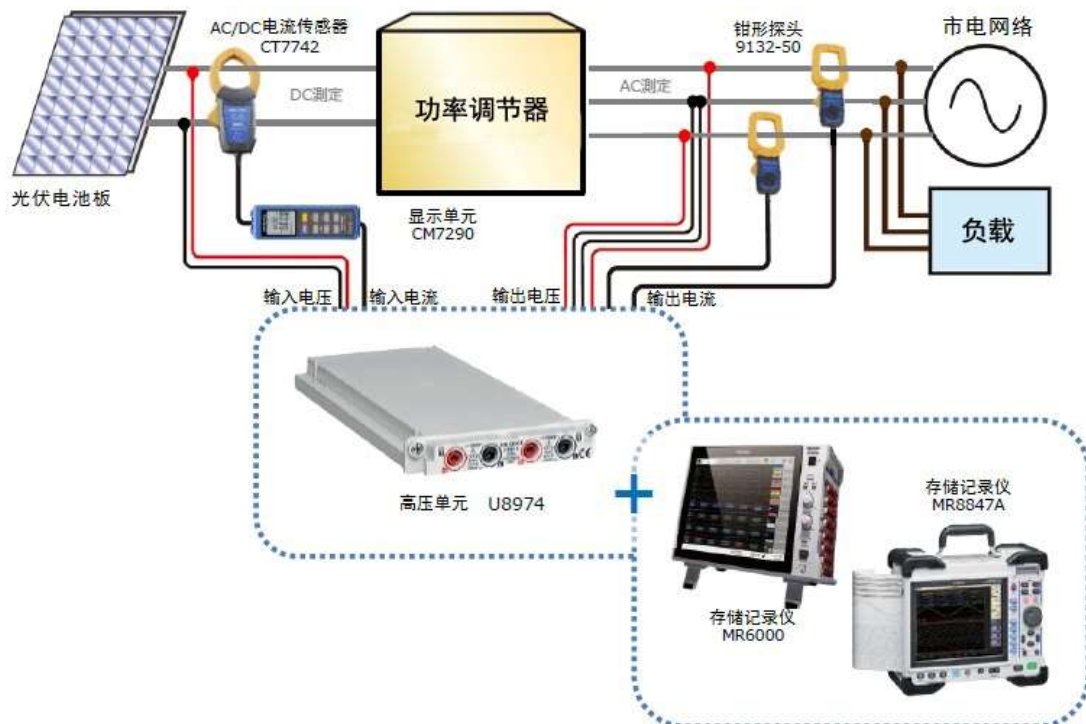 AC/DC电流传感器
CT7742
钳形探头
9132-50
市电网络
DC測定
AC測定
功率调节器
光伏电池板
显示单元
CM7290
负载
输入电压
输入电流
输出电压
输出电流
高压单元 U8974
存储记录仪
MR8847A
存储记录仪
MR6000